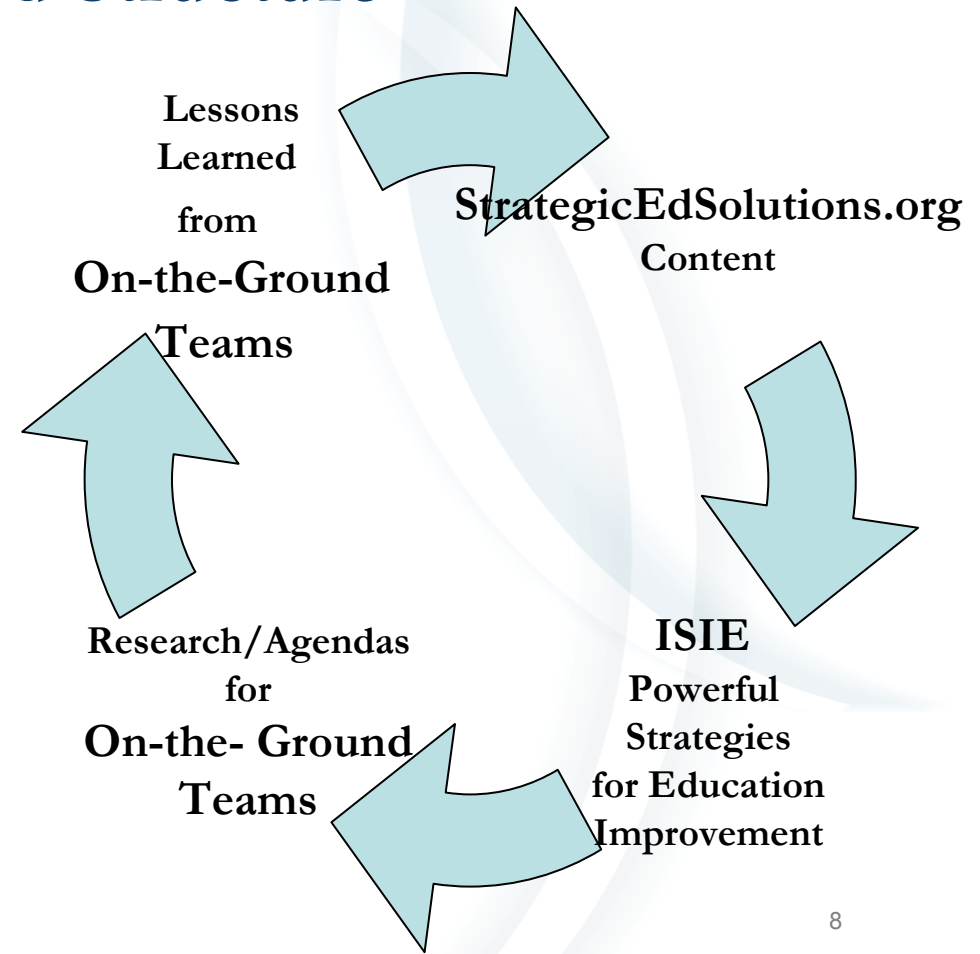 Structure
Lessons
Learned
from
On-the-Ground
Teams
StrategicEdSolutions.org
Content
ISIE
Powerful
Strategies
for Education
Improvement
Research/Agendas
for
On-the- Ground
Teams
8